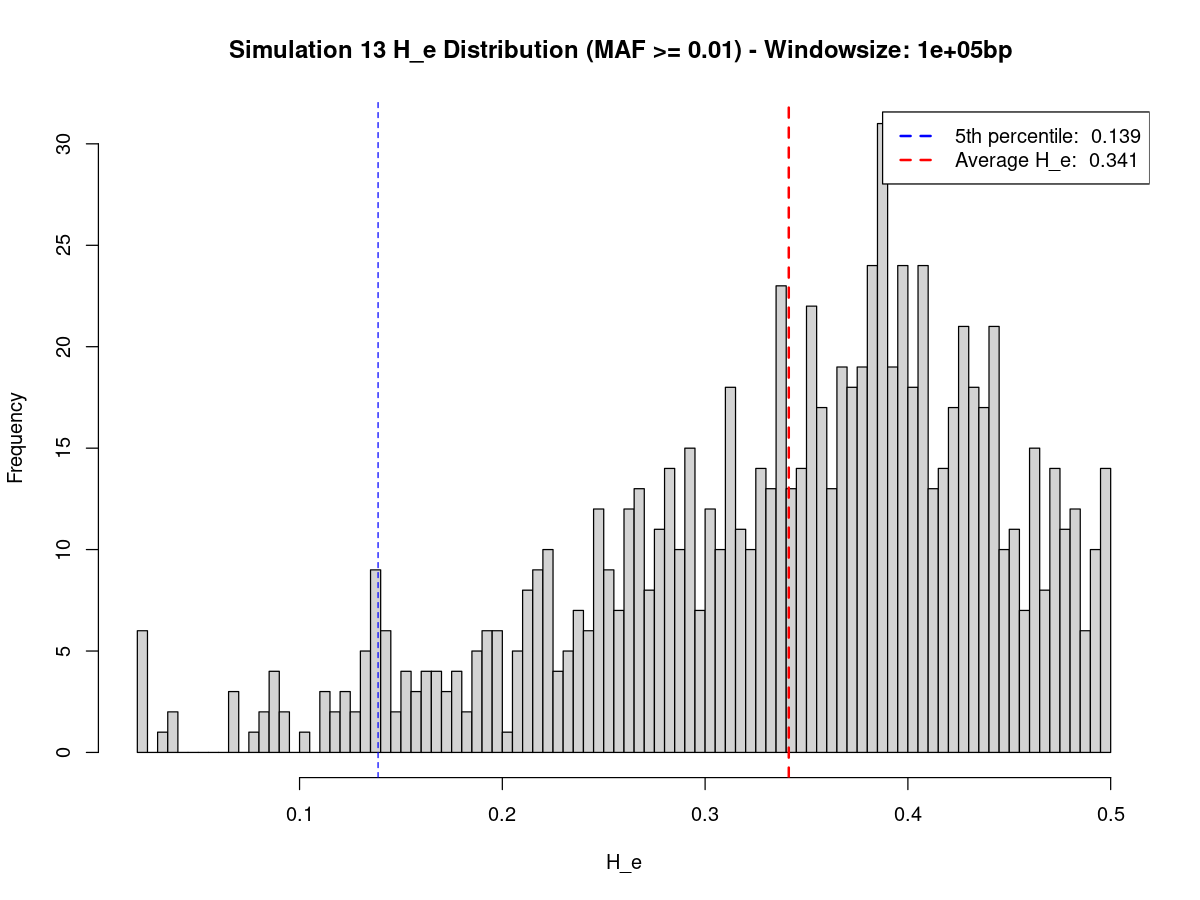 Simulation 13 H_e Distribution (MAF >= 0.01) - Windowsize: 1e+05bp
5th percentile:  0.139
Average H_e:  0.341
Frequency
30
25
20
15
10
5
0
0.1 0.2 0.3 0.4 0.5
H_e